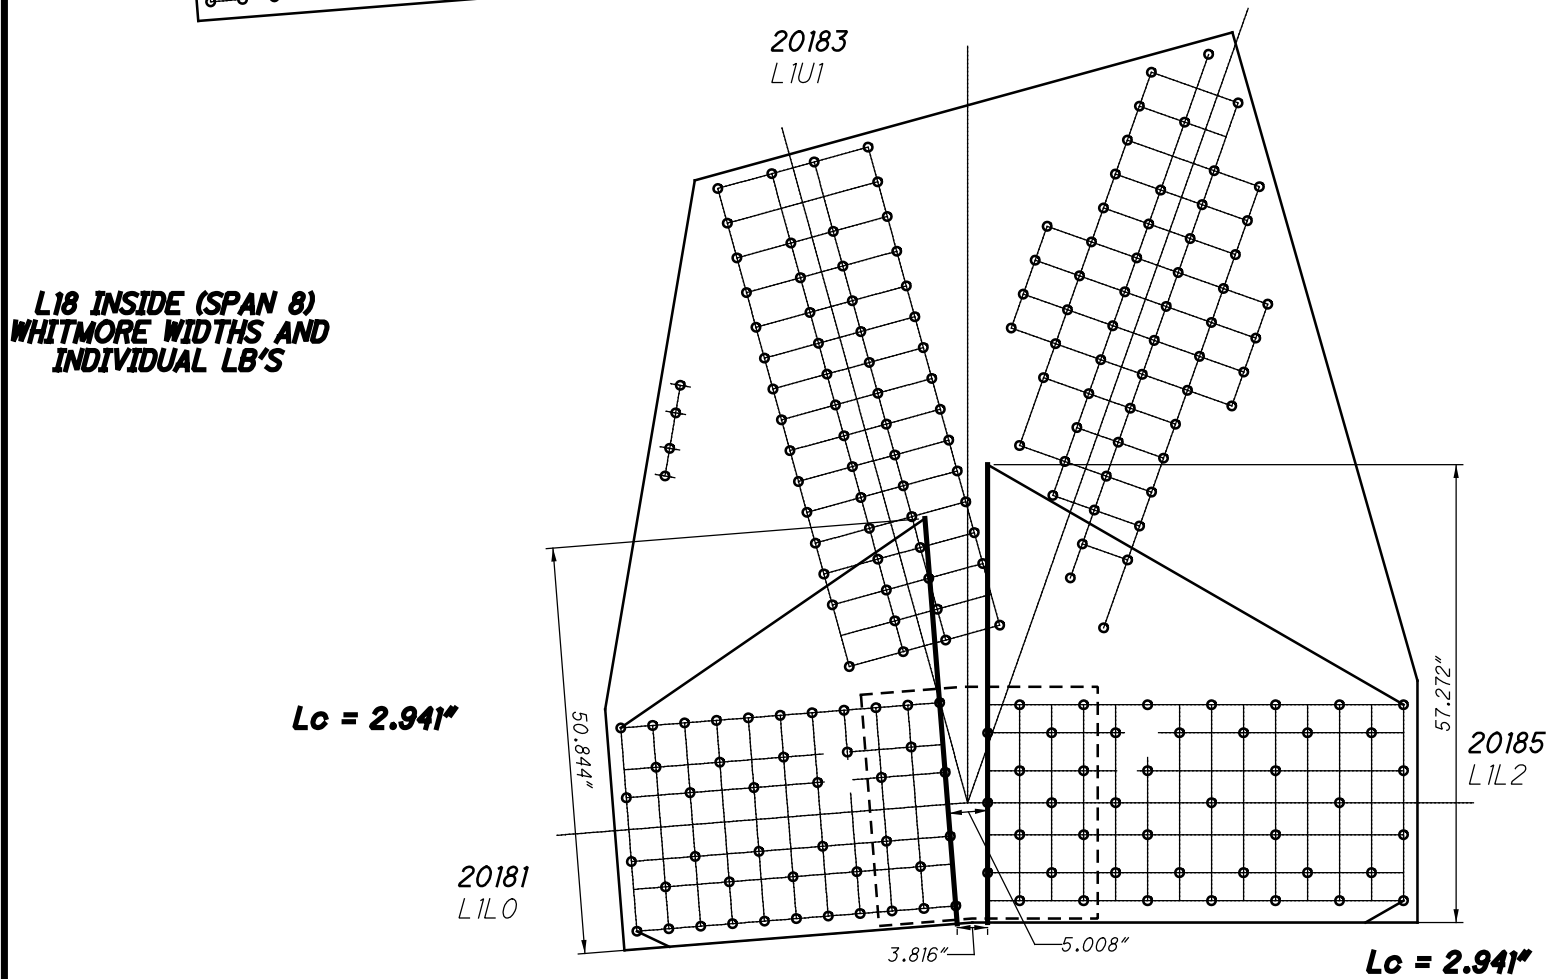 20183
L1U1
L18 INSIDE (SPAN 8)
WHITMORE WIDTHS AND
INDIVIDUAL LB'S
Lc = 2.941"
50.844"
57.272"
20185
L1L2
20181
L1L0
3.816"
5.008"
Lc = 2.941"